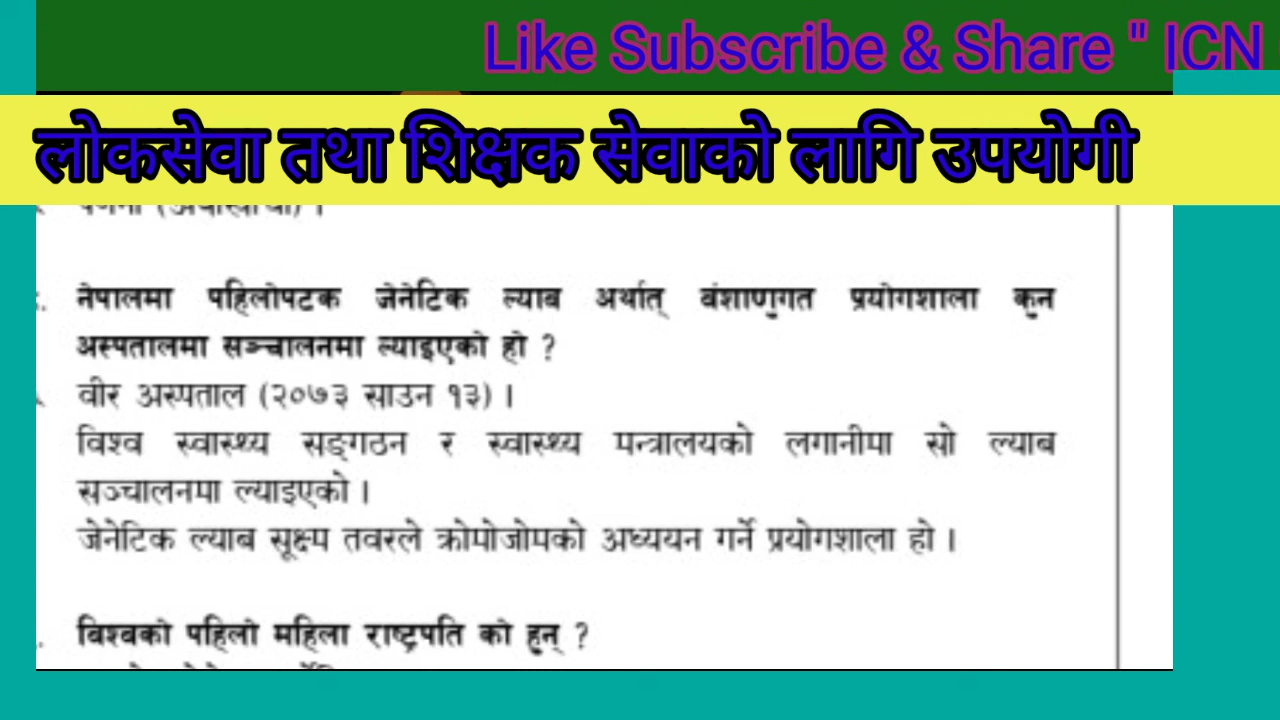 Like Subscribe & Share " ICN
लोकसेवा तथा शिक्षक सेवाको लागि उपयोगी
नेपालमा पहिलोपटक जेनेटिक ल्याब अर्थात् बंशाणुगत प्रयोगशाला कुन
अस्पतालमा सञ्चालनमा ल्याइएको हो ?
वीर अस्पताल (२०७३ साउन १३) ।
विश्व स्वास्थ्य सङ्गठन र स्वास्थ्य मन्त्रालयको लगानीमा सो ल्याब
सञ्चालनमा ल्याइएको ।
जेनेटिक ल्याब सूक्ष्म तवरले क्रोमोजोमको अध्ययन गर्ने प्रयोगशाला हो ।
बिश्वको पहिलो महिला राष्ट्रपति को हुन् ?